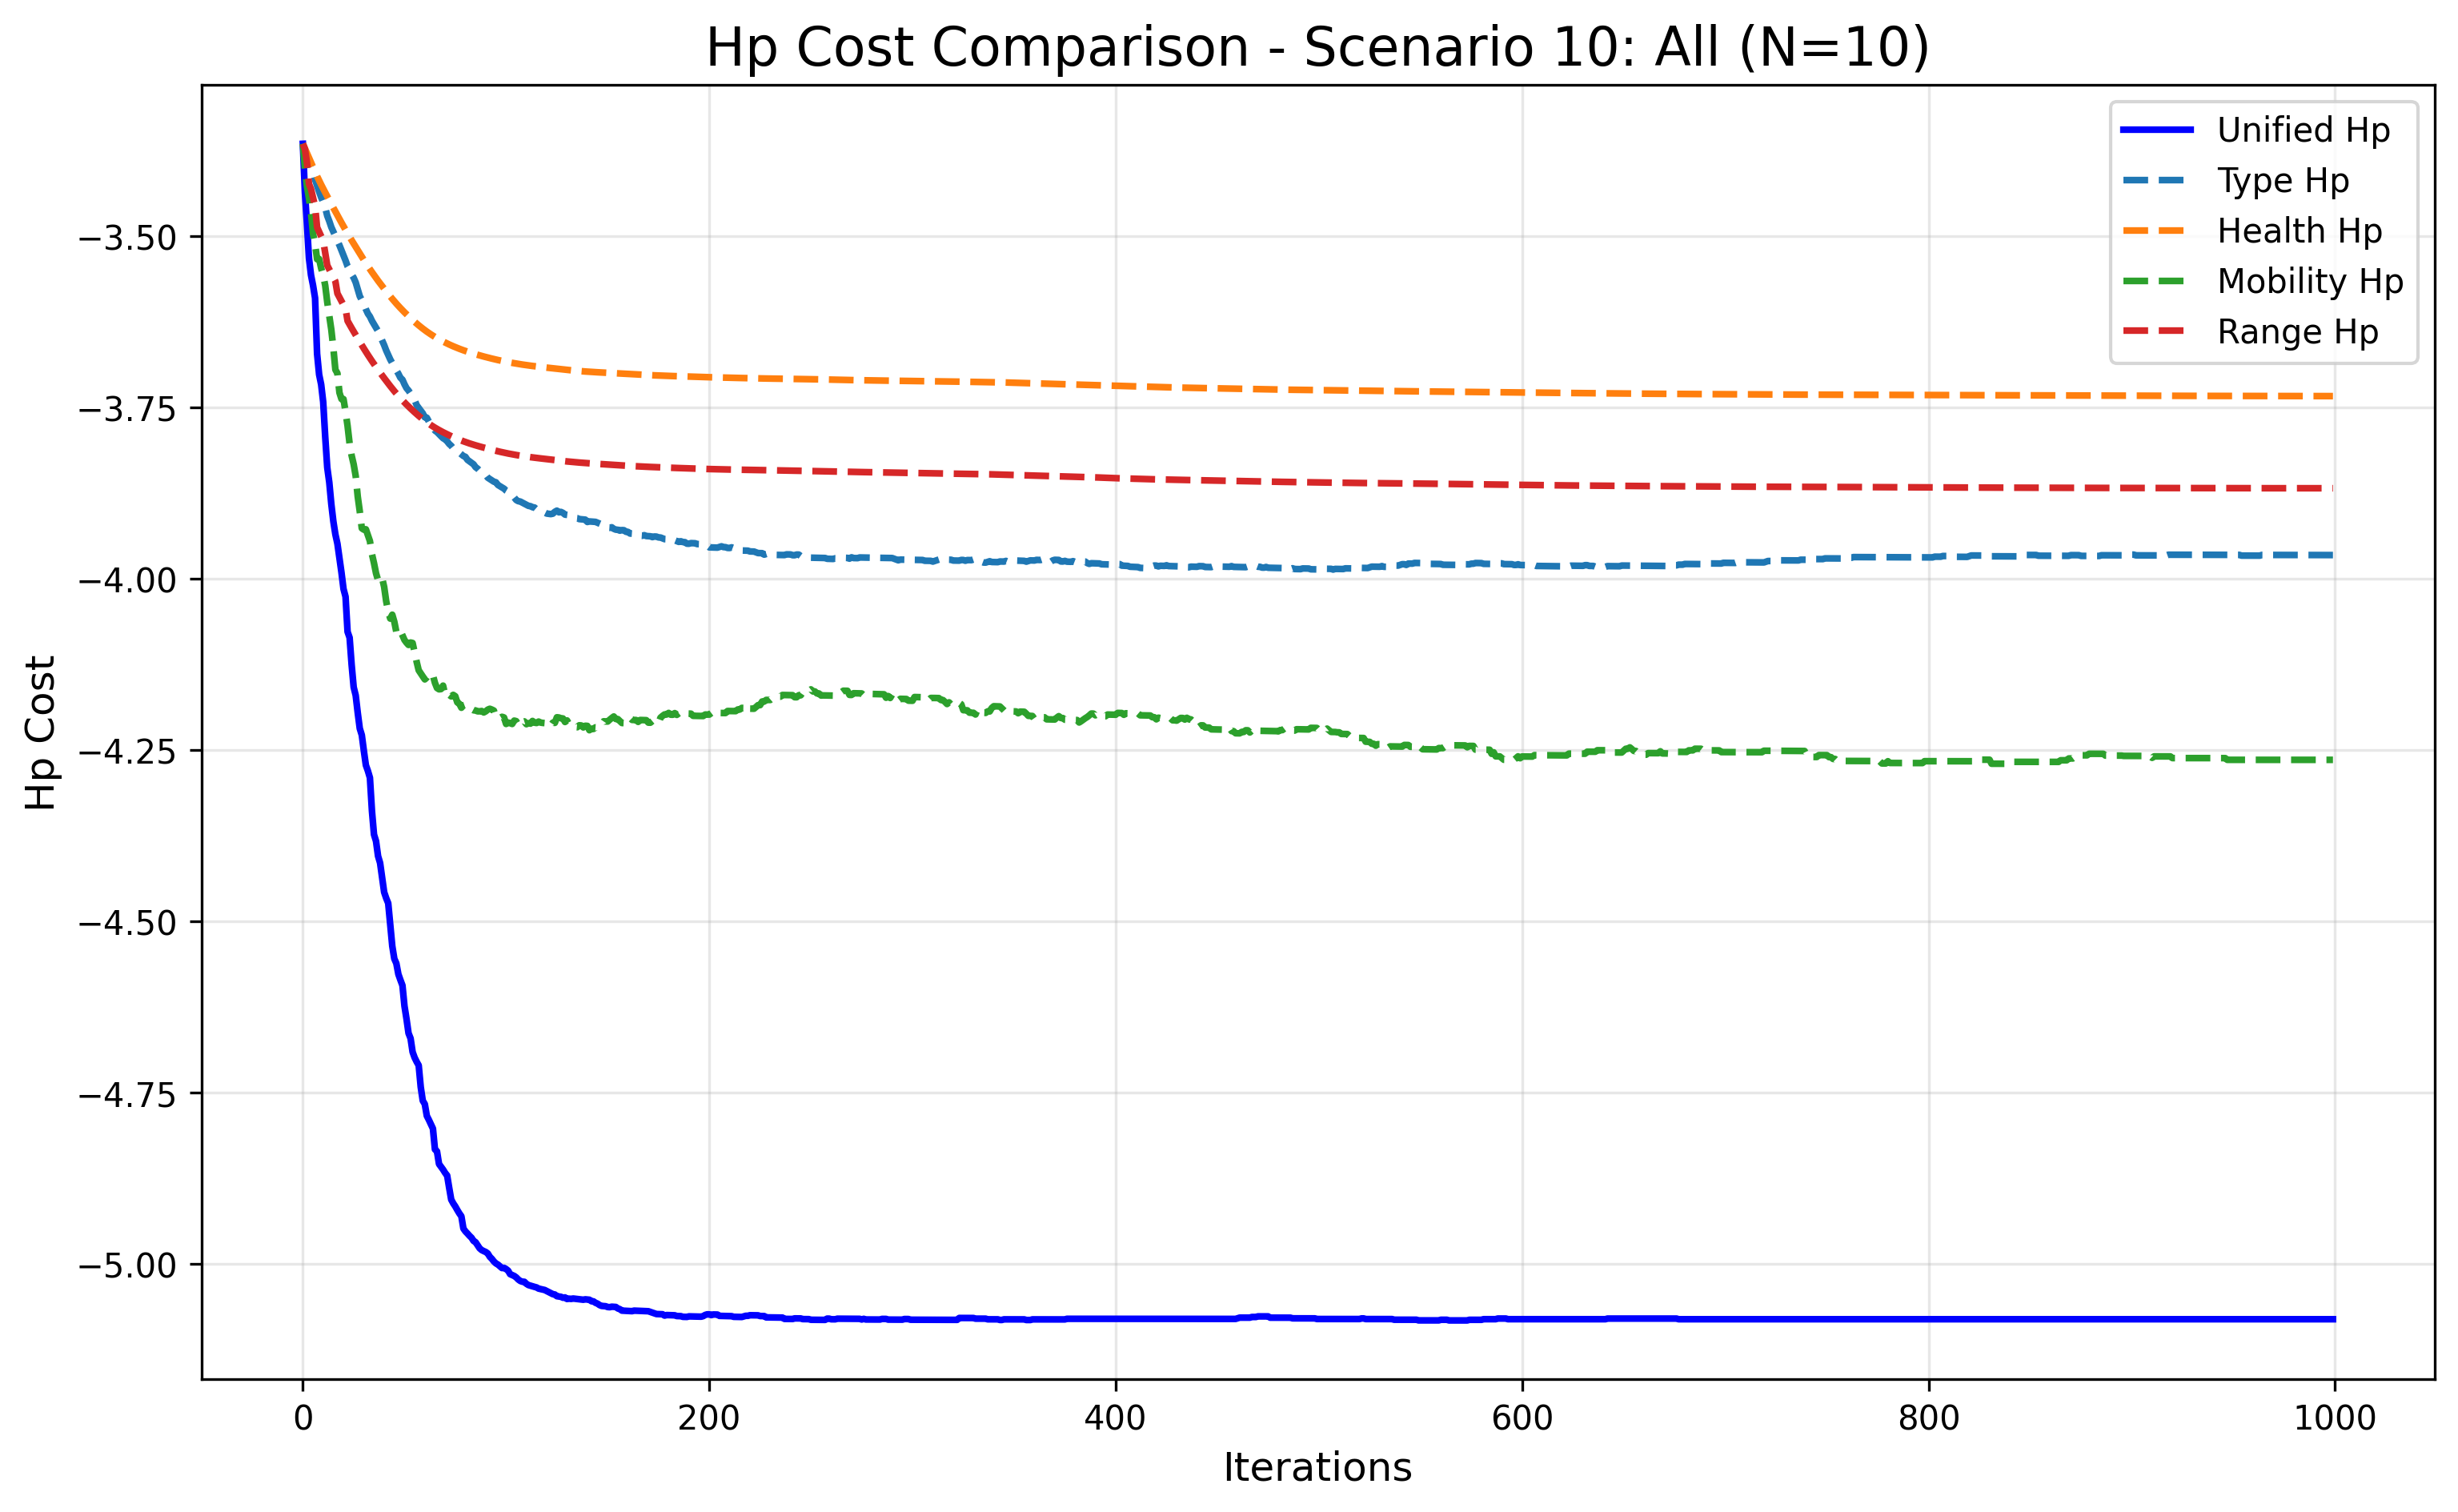 Hp Cost Comparison - Scenario 10: All (N=10)
Unified Hp
Type Hp
Health Hp
Mobility Hp
Range Hp
Hp Cost
−3.50
−3.75
−4.00
−4.25
−4.50
−4.75
−5.00
0
200
400
600
800
1000
Iterations